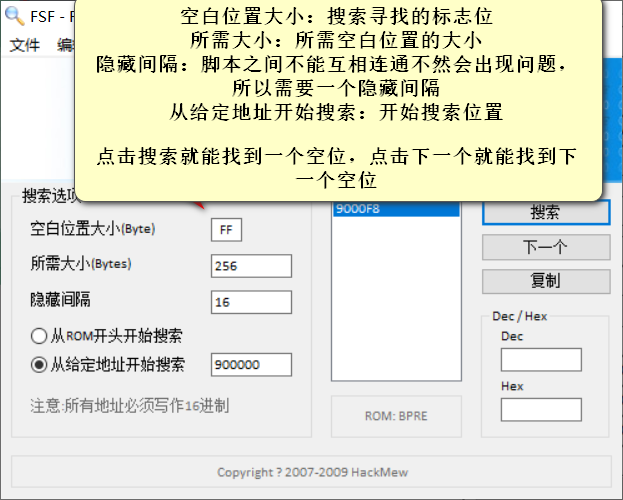 FSF - F
文件 编辑
空白位置大小：搜索寻找的标志位
所需大小：所需空白位置的大小
隐藏间隔：脚本之间不能互相连通不然会出现问题，
所以需要一个隐藏间隔
从给定地址开始搜索：开始搜索位置
点击搜索就能找到一个空位，点击下一个就能找到下
一个空位
搜索选项
空白位置大小(Byte)
FF
所需大小(Bytes)
256
隐藏间隔
16
从ROM开头开始搜索
从给定地址开始搜索
900000
注意:所有地址必须写作16进制
9000F8
ROM: BPRE
搜索
下一个
复制
Dec / Hex
Dec
Hex
Copyright ? 2007-2009 HackMew